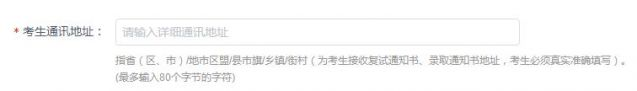 * 考生通讯地址： 请输入详细通讯地址
指省（区、市）/地市区盟/县市旗/乡镇/街村（为考生接收复试通知书、录取通知书地址，考生必须真实准确填写）。
(最多输入80个字节的字符)